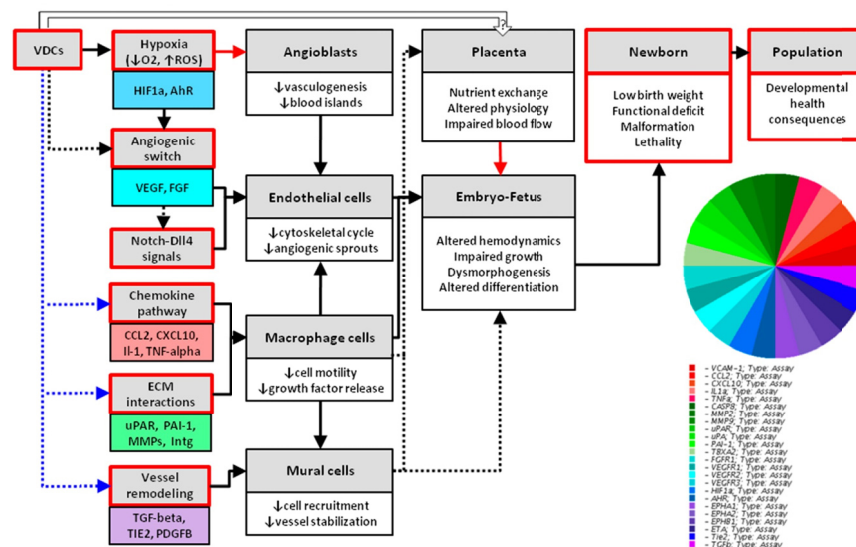 ?
VDCs
Hypoxia
(↓O2, ↑ROS)
HIF1a, AhR
Angiogenic
switch
VEGF, FGF
Notch-Dll4
signals
Chemokine
pathway
CCL2, CXCL10,
Il-1, TNF-alpha
ECM
interactions
uPAR, PAI-1,
MMPs, Intg
Vessel
remodeling
TGF-beta,
TIE2, PDGFB
Angioblasts
↓vasculogenesis
↓blood islands
Endothelial cells
↓cytoskeletal cycle
↓angiogenic sprouts
Macrophage cells
↓cell motility
↓growth factor release
Mural cells
↓cell recruitment
↓vessel stabilization
Placenta
Nutrient exchange
Altered physiology
Impaired blood flow
Embryo-Fetus
Altered hemodynamics
Impaired growth
Dysmorphogenesis
Altered differentiation
Newborn
Low birth weight
Functional deficit
Malformation
Lethality
Population
Developmental
health
consequences
– VCAM-1; Type: Assay
– CCL2; Type: Assay
– CXCL10; Type: Assay
– IL1a; Type: Assay
– TNFa; Type: Assay
– CASP8; Type: Assay
– MMP2; Type: Assay
– MMP9; Type: Assay
– uPAR; Type: Assay
– uPA; Type: Assay
– PAI-1; Type: Assay
– TBXA2; Type: Assay
– FGFR1; Type: Assay
– VEGFR1; Type: Assay
– VEGFR2; Type: Assay
– VEGFR3; Type: Assay
– HIF1a; Type: Assay
– AHR; Type: Assay
– EPHA1; Type: Assay
– EPHA2; Type: Assay
– EPHB1; Type: Assay
– ETA; Type: Assay
– Tie2; Type: Assay
– TGFb; Type: Assay